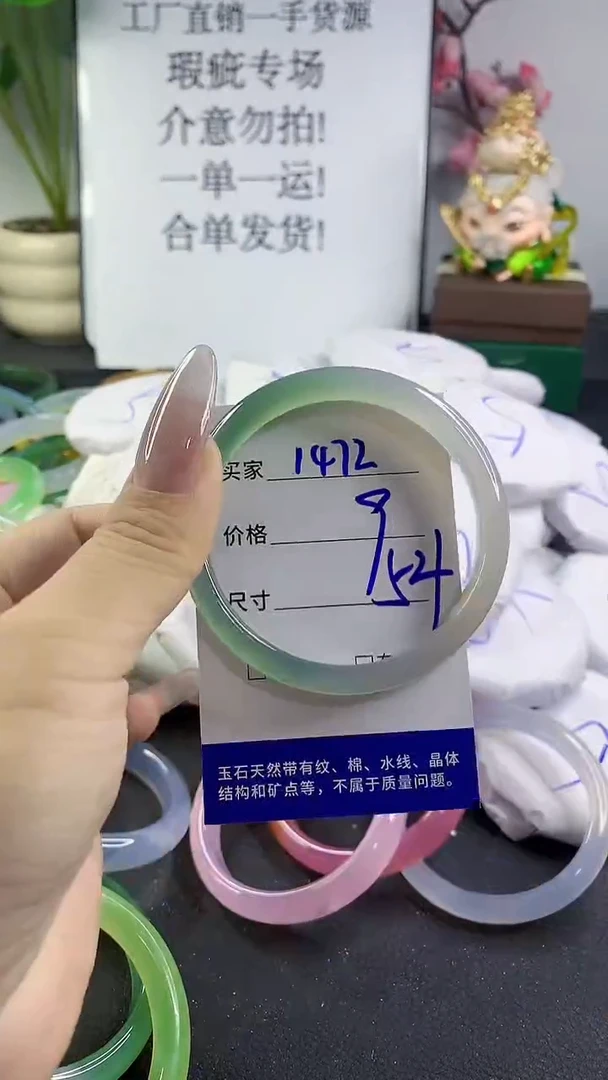 工厂直销一手货源
瑕疵专场
介意勿拍!
一单一运!
合单发货!
买家 1472
价格
尺寸 54
玉石天然带有纹、棉、水线、晶体
结构和矿点等，不属于质量问题。